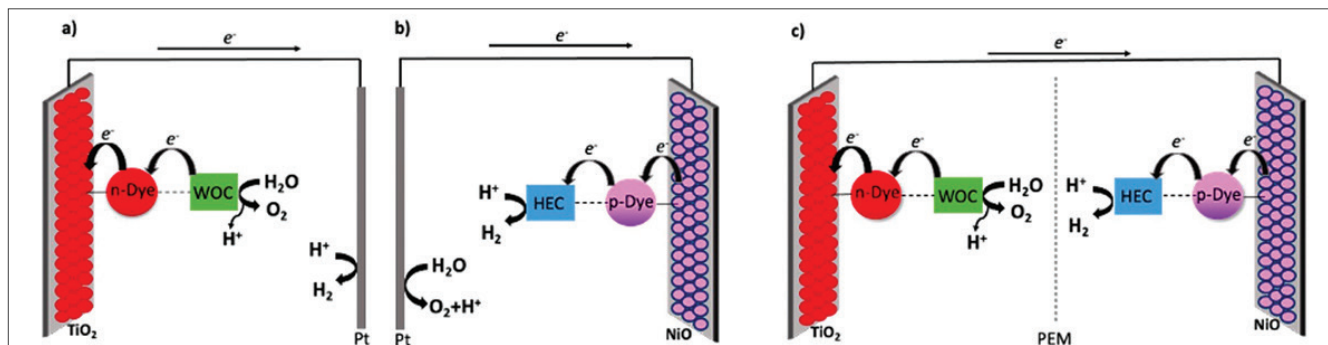 a)
e-
e-
e-
n-Dye
WOC
H2O
O2
H+
H+
H2
TiO2
Pt
b)
e-
e-
e-
H+
H2
HEC
p-Dye
H2O
O2+H+
Pt
NiO
c)
e-
e-
e-
n-Dye
WOC
H2O
O2
H+
e-
e-
H+
H2
HEC
p-Dye
TiO2
PEM
NiO